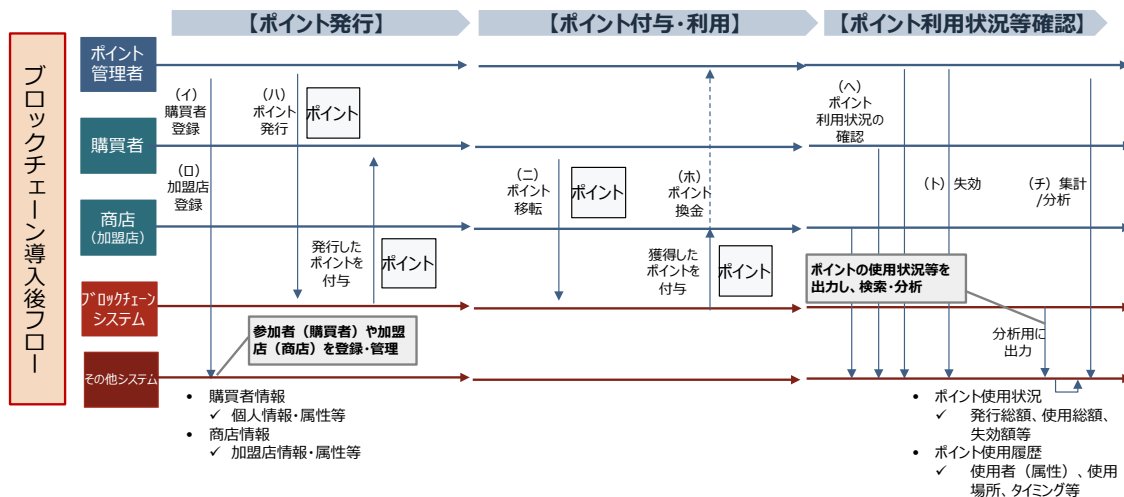 【ポイント発行】
【ポイント付与・利用】
【ポイント利用状況等確認】
ブロックチェーン導入後フロー
ポイント
管理者
購買者
商店
（加盟店）
ブロックチェーン
システム
その他システム
（イ）
購買者
登録
（ロ）
加盟店
登録
（ハ）
ポイント
発行
ポイント
発行した
ポイントを
付与
ポイント
参加者（購買者）や加盟
店（商店）を登録・管理
• 購買者情報
✓ 個人情報・属性等
• 商店情報
✓ 加盟店情報・属性等
（ニ）
ポイント
移転
ポイント
（ホ）
ポイント
換金
獲得した
ポイントを
付与
ポイント
（ヘ）
ポイント
利用状況の
確認
（ト）失効
（チ）集計
/分析
ポイントの使用状況等を
出力し、検索・分析
分析用に
出力
• ポイント使用状況
✓ 発行総額、使用総額、
失効額等
• ポイント使用履歴
✓ 使用者（属性）、使用
場所、タイミング等